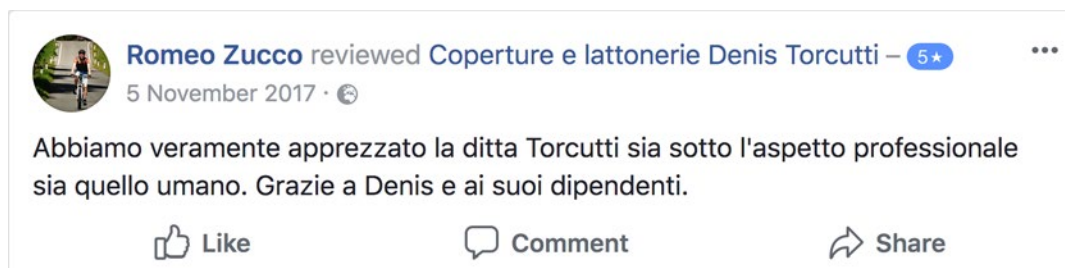 Romeo Zucco reviewed Coperture e lattonerie Denis Torcutti – 5★
5 November 2017 ·
Abbiamo veramente apprezzato la ditta Torcutti sia sotto l'aspetto professionale
sia quello umano. Grazie a Denis e ai suoi dipendenti.
Like Comment Share